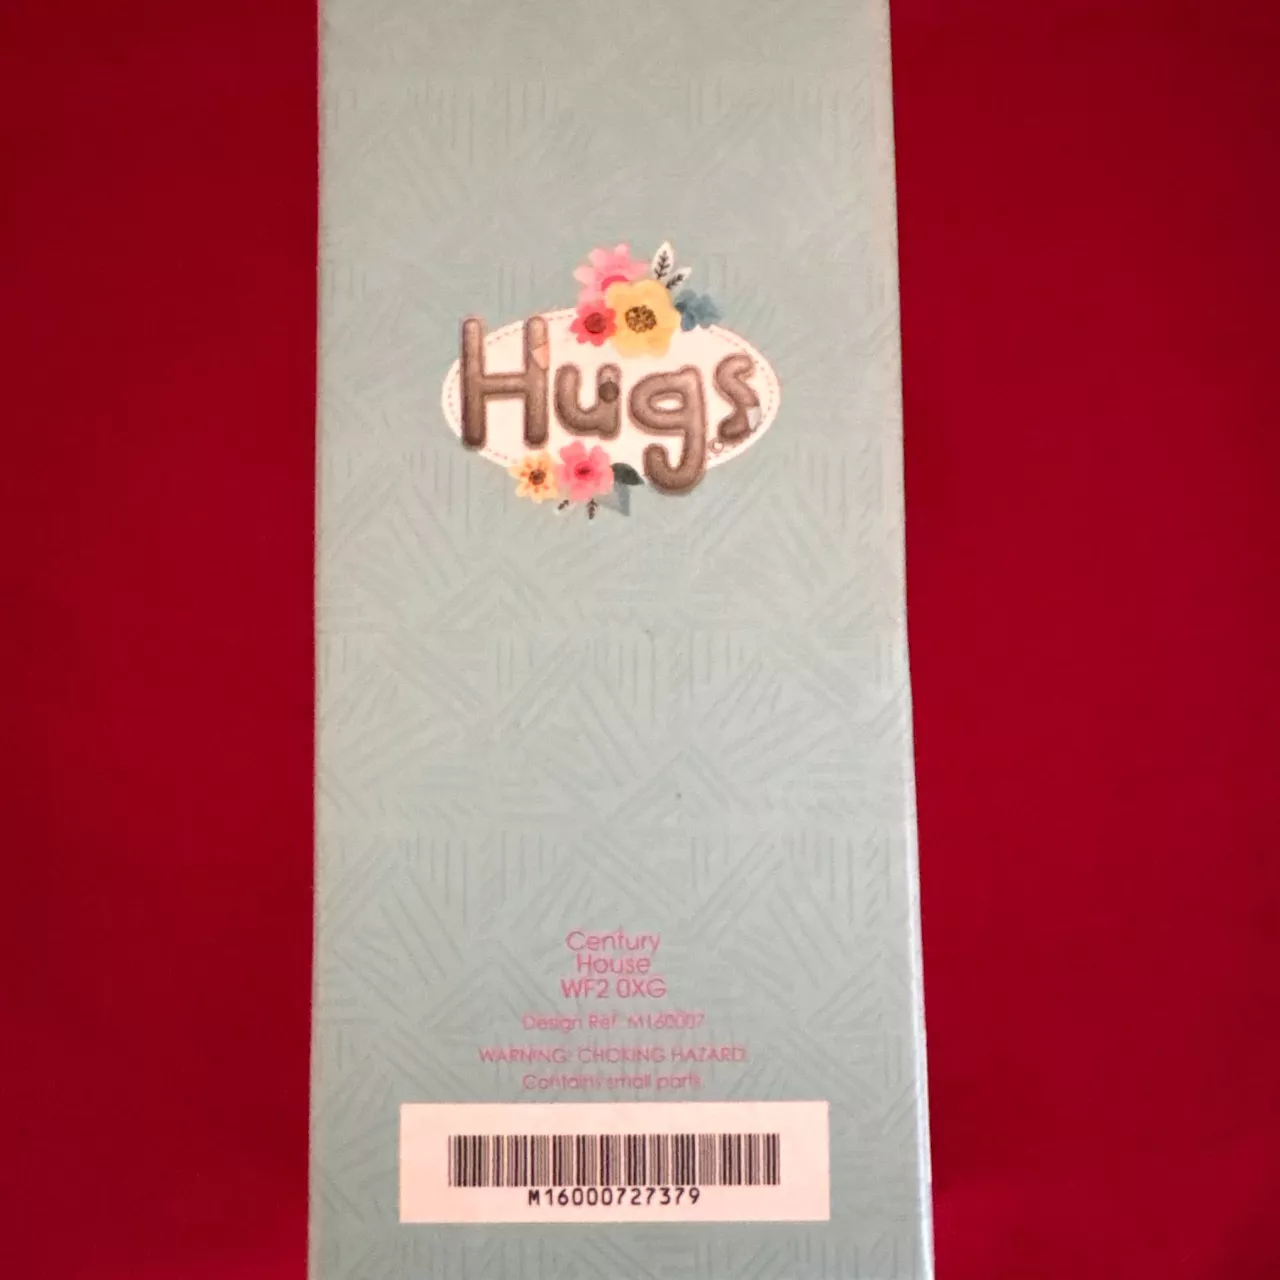 Hugs
Century
House
WF2 0XG
Design Ref: M160007
WARNING: CHOKING HAZARD
Contains small parts
M16000727379